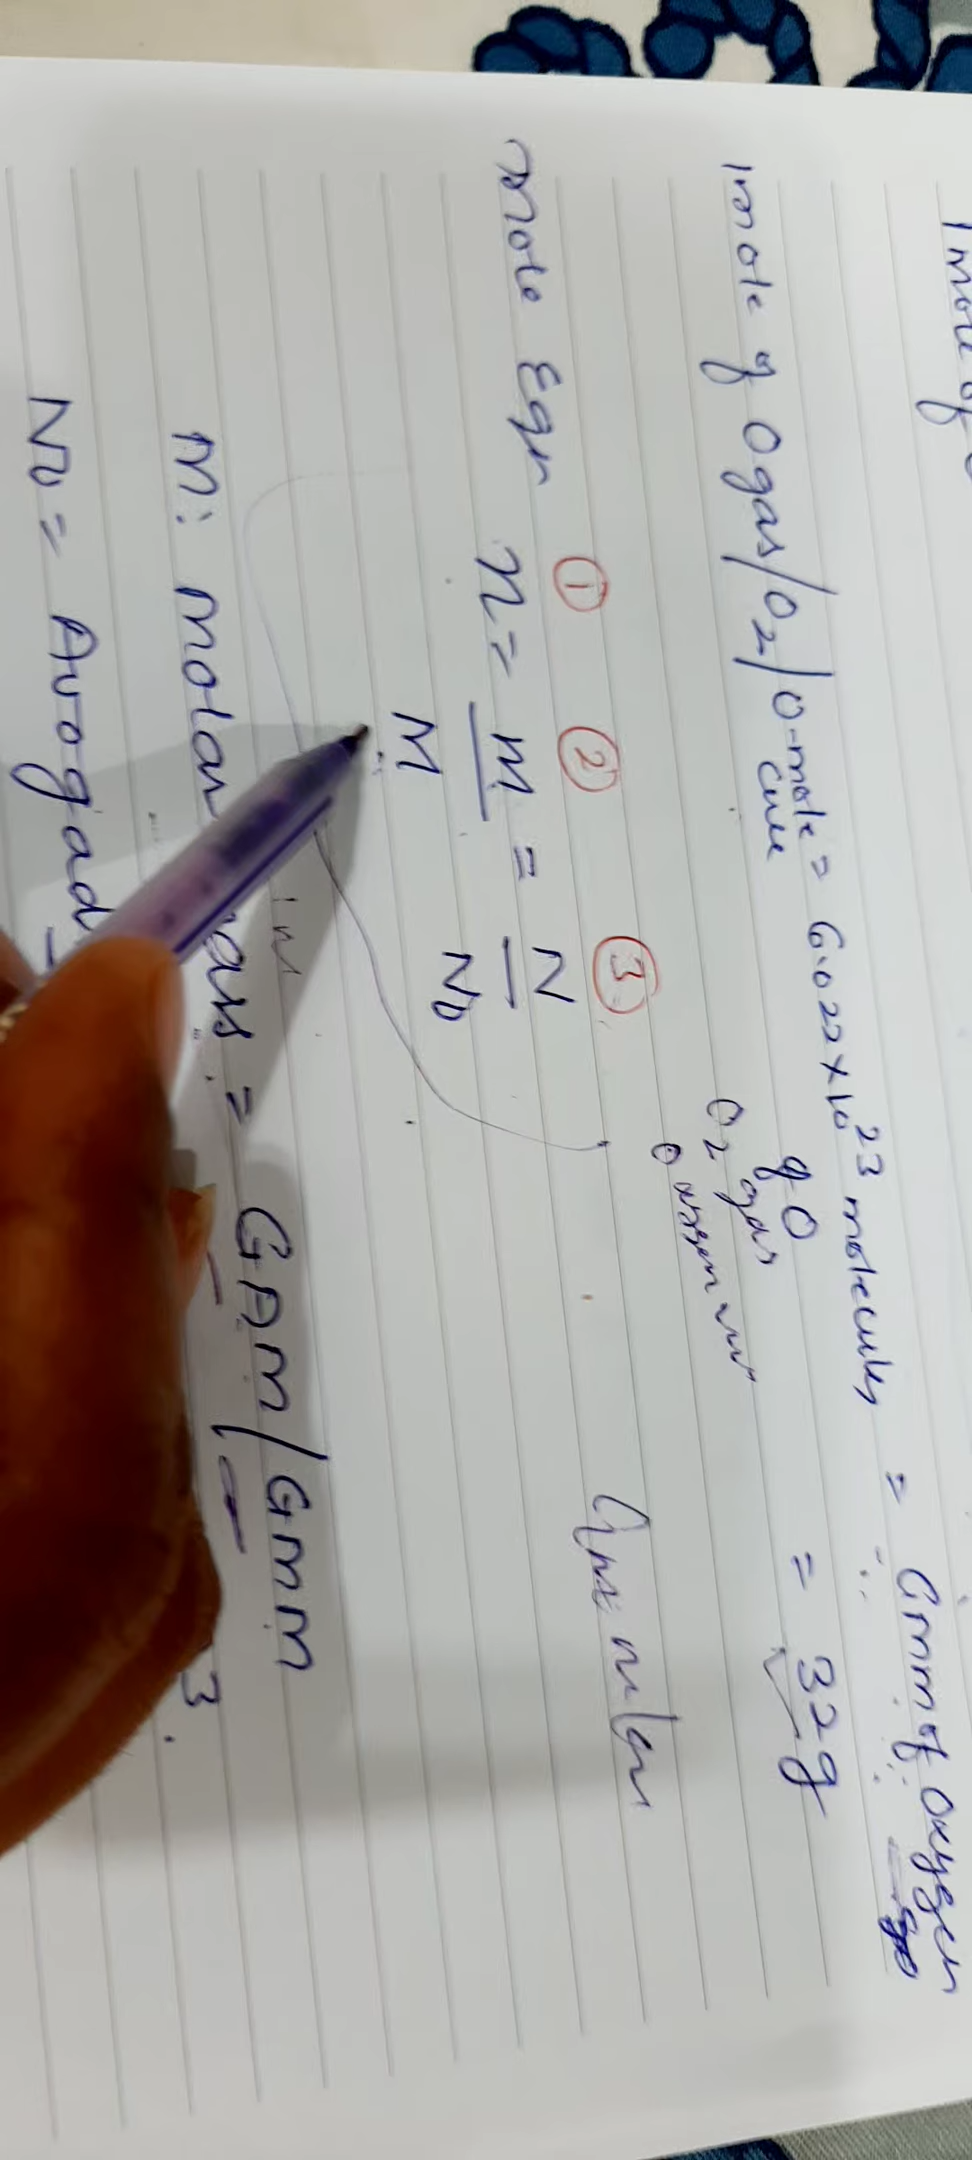 1 mole of
1 mole of O gas/O2/O-mole = 6.022 × 10^23 molecules = GMM of Oxygen
cule
of O = 32g
O2 gas
mole Eqn ① ② ③
n = m/M = N/N0
M: molar mass = GAM/GMM
N0 = Avogad